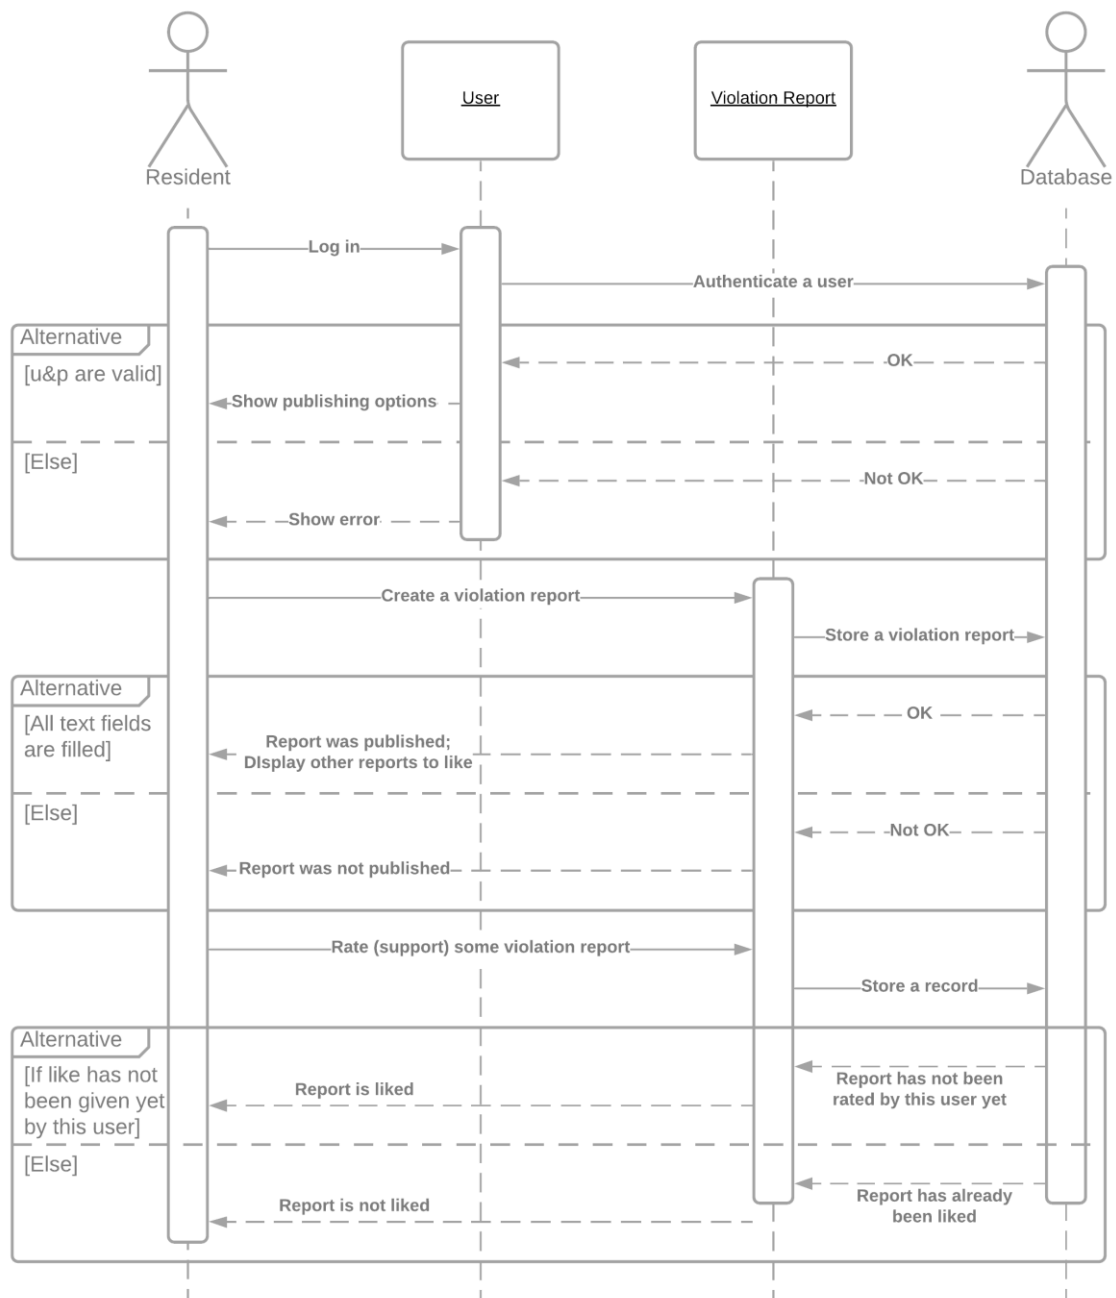 Resident
User
Violation Report
Database
Log in
Authenticate a user
Alternative
[u&p are valid]
OK
Show publishing options
[Else]
Not OK
Show error
Create a violation report
Store a violation report
Alternative
[All text fields
are filled]
OK
Report was published;
DIsplay other reports to like
[Else]
Not OK
Report was not published
Rate (support) some violation report
Store a record
Alternative
[If like has not
been given yet
by this user]
Report has not been
rated by this user yet
Report is liked
[Else]
Report has already
been liked
Report is not liked